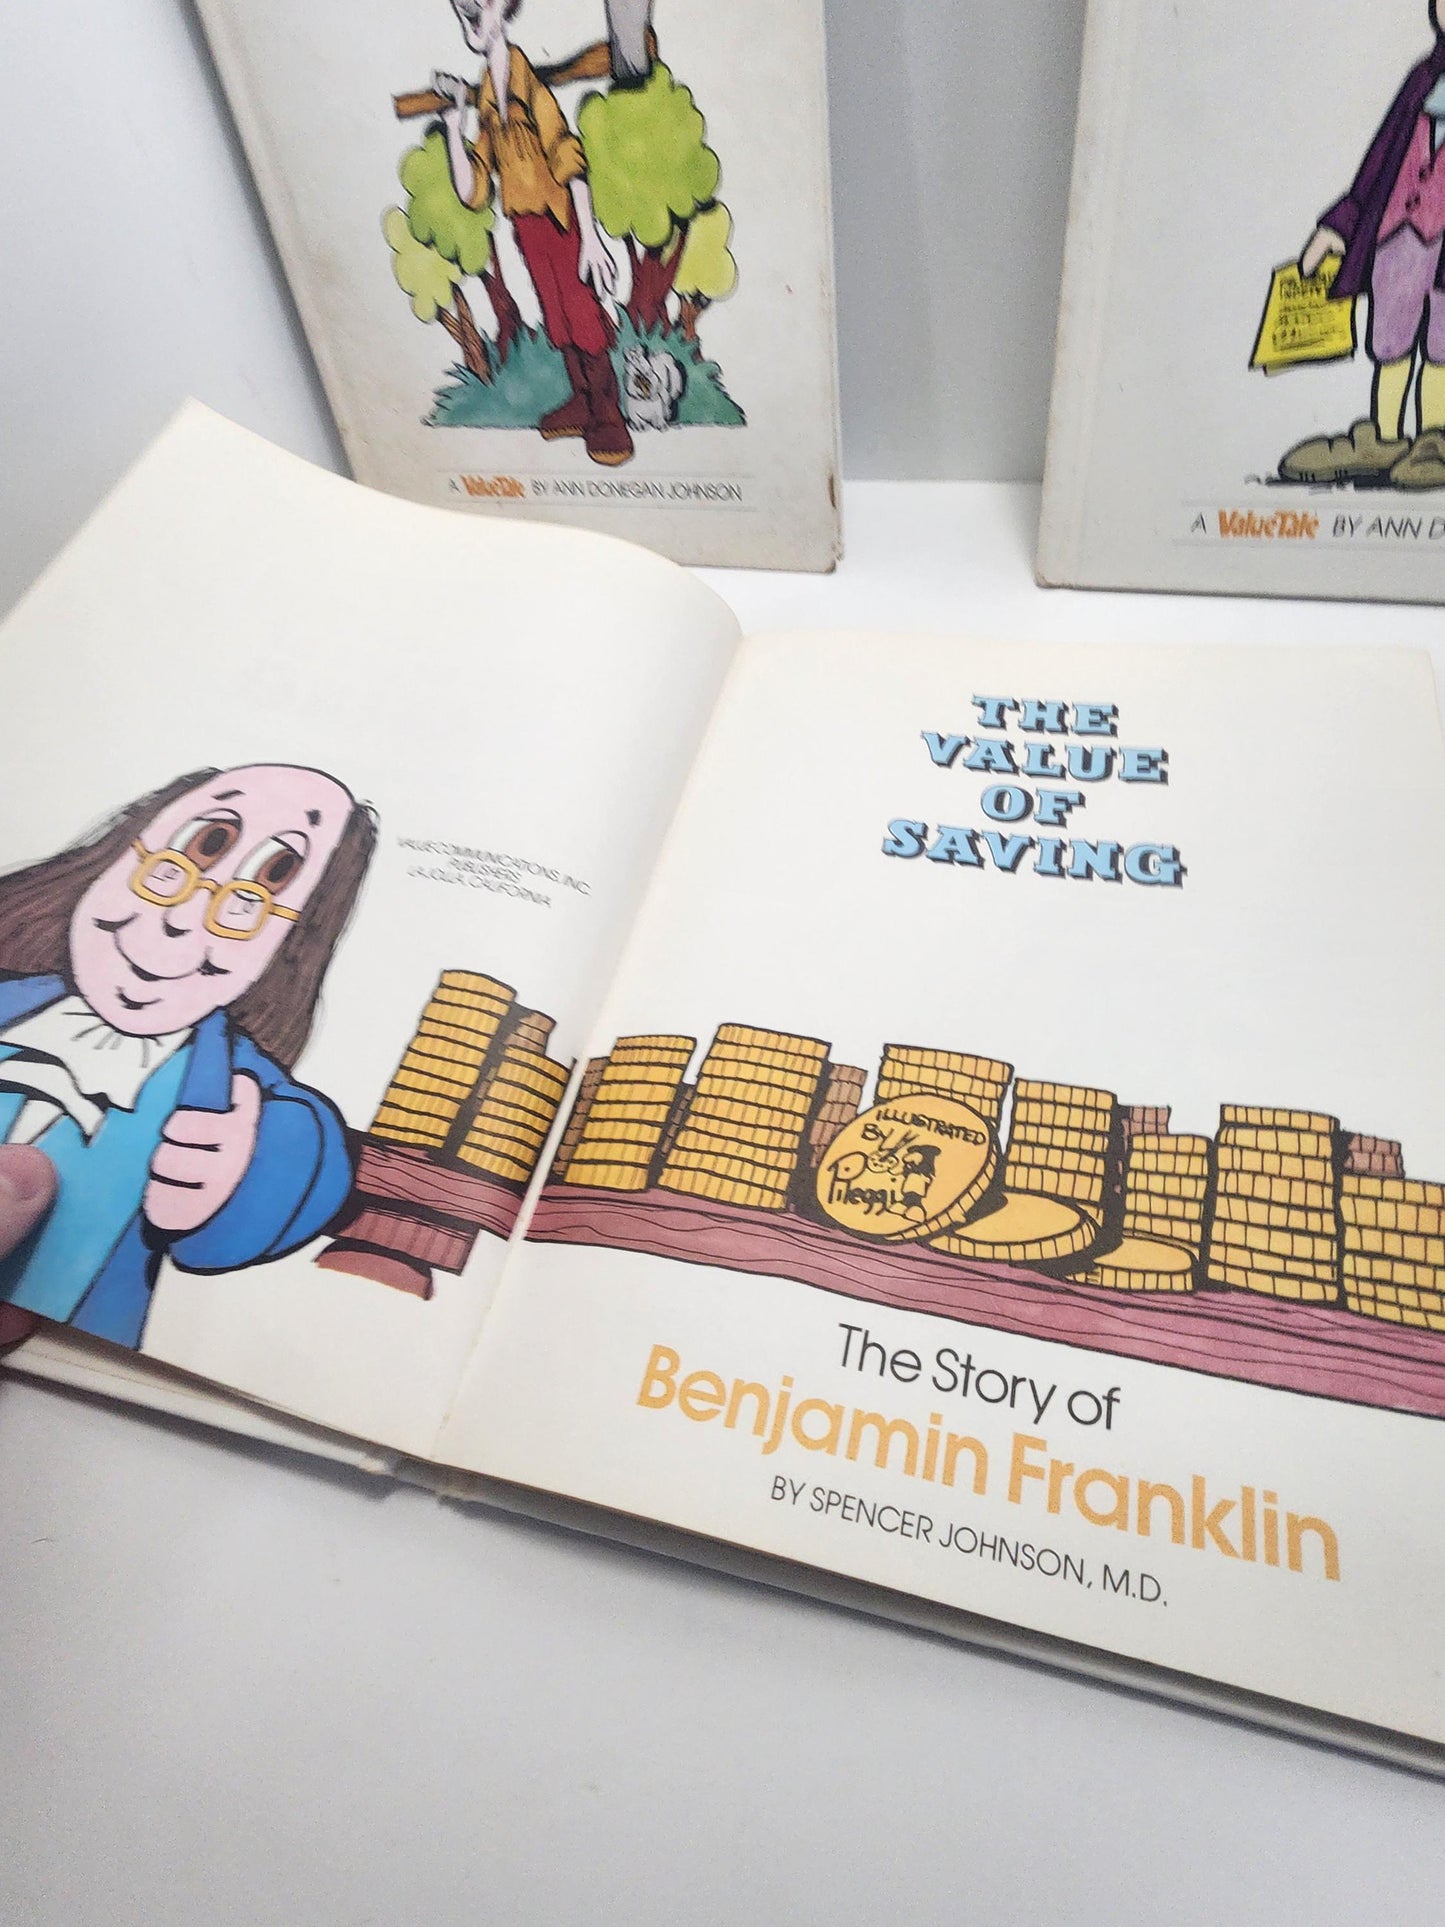 A ValueTale BY ANN DONEGAN JOHNSON
A ValueTale BY ANN D
THE
VALUE
OF
SAVING
VALUE COMMUNICATIONS, INC.
PUBLISHERS
LA JOLLA, CALIFORNIA
ILLUSTRATED
BY
Pileggi
The Story of
Benjamin Franklin
BY SPENCER JOHNSON, M.D.